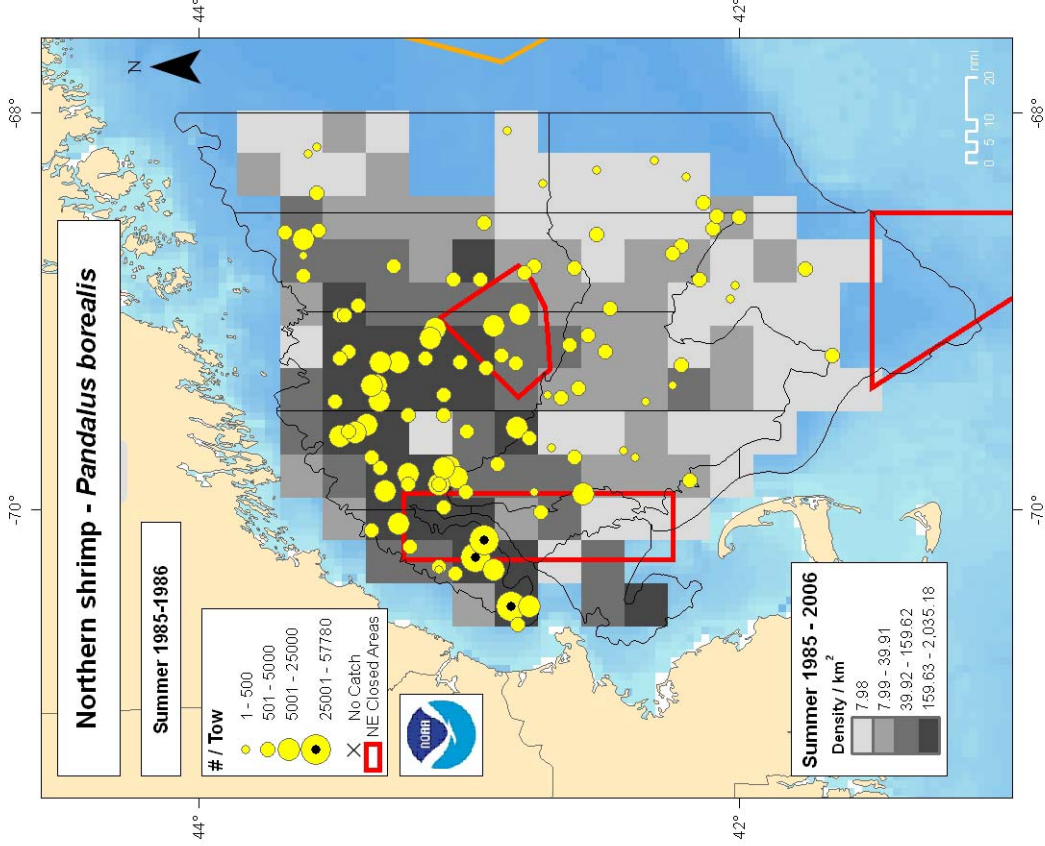 Northern shrimp - Pandalus borealis
Summer 1985-1986
# / Tow
1 - 500
501 - 5000
5001 - 25000
25001 - 57780
No Catch
NE Closed Areas
NOAA
Summer 1985 - 2006
Density / km²
7.98
7.99 - 39.91
39.92 - 159.62
159.63 - 2,035.18
N
0 5 10 20
nmi
-70°
-68°
-70°
-68°
44°
42°
44°
42°